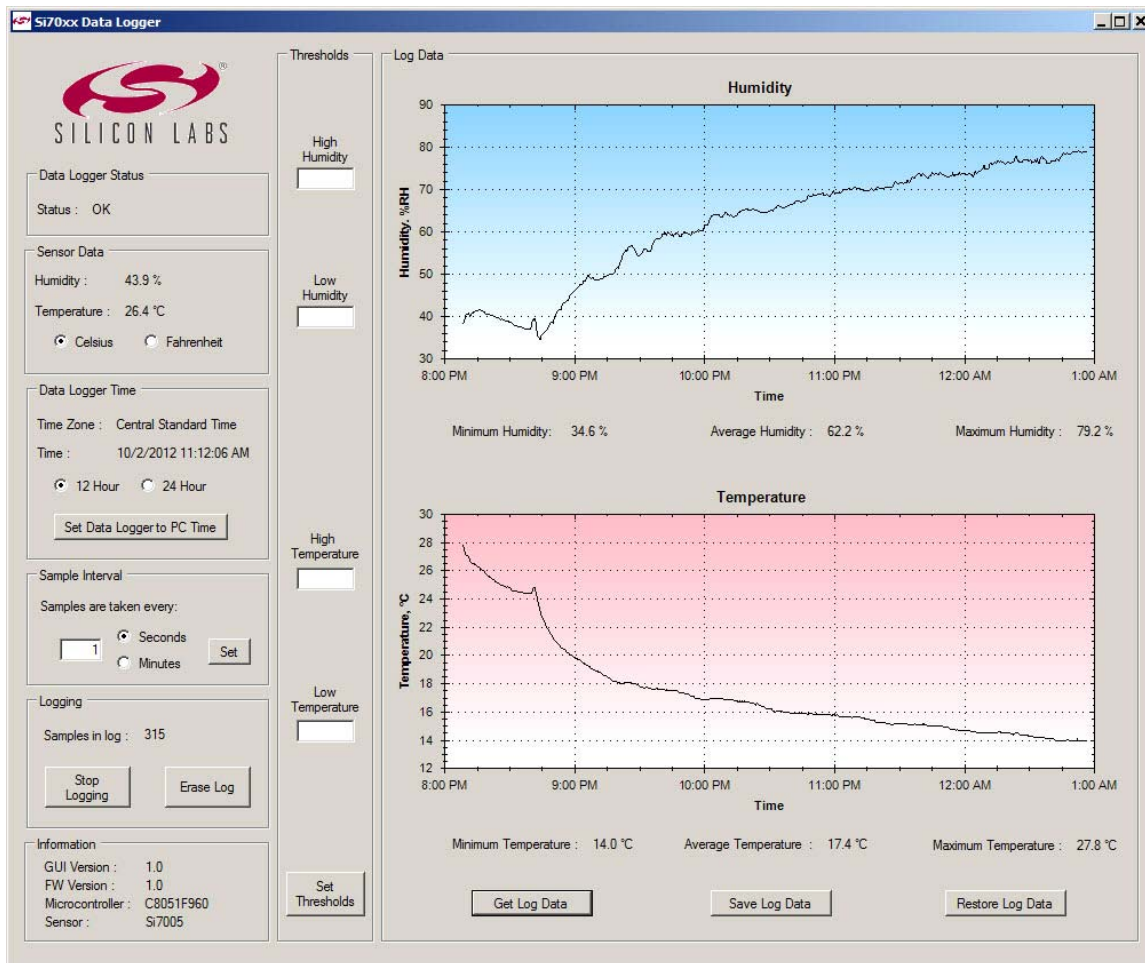 Si70xx Data Logger
SILICON LABS®
Data Logger Status
Status : OK
Sensor Data
Humidity : 43.9 %
Temperature : 26.4 °C
Celsius Fahrenheit
Data Logger Time
Time Zone : Central Standard Time
Time : 10/2/2012 11:12:06 AM
12 Hour 24 Hour
Set Data Logger to PC Time
Sample Interval
Samples are taken every:
1
Seconds
Minutes
Set
Logging
Samples in log : 315
Stop
Logging
Erase Log
Information
GUI Version : 1.0
FW Version : 1.0
Microcontroller : C8051F960
Sensor : Si7005
Thresholds
High
Humidity
Low
Humidity
High
Temperature
Low
Temperature
Set
Thresholds
Log Data
Humidity
Humidity. %RH
90
80
70
60
50
40
30
8:00 PM 9:00 PM 10:00 PM 11:00 PM 12:00 AM 1:00 AM
Time
Minimum Humidity: 34.6 % Average Humidity : 62.2 % Maximum Humidity : 79.2 %
Temperature
Temperature, °C
30
28
26
24
22
20
18
16
14
12
8:00 PM 9:00 PM 10:00 PM 11:00 PM 12:00 AM 1:00 AM
Time
Minimum Temperature : 14.0 °C Average Temperature : 17.4 °C Maximum Temperature : 27.8 °C
Get Log Data Save Log Data Restore Log Data